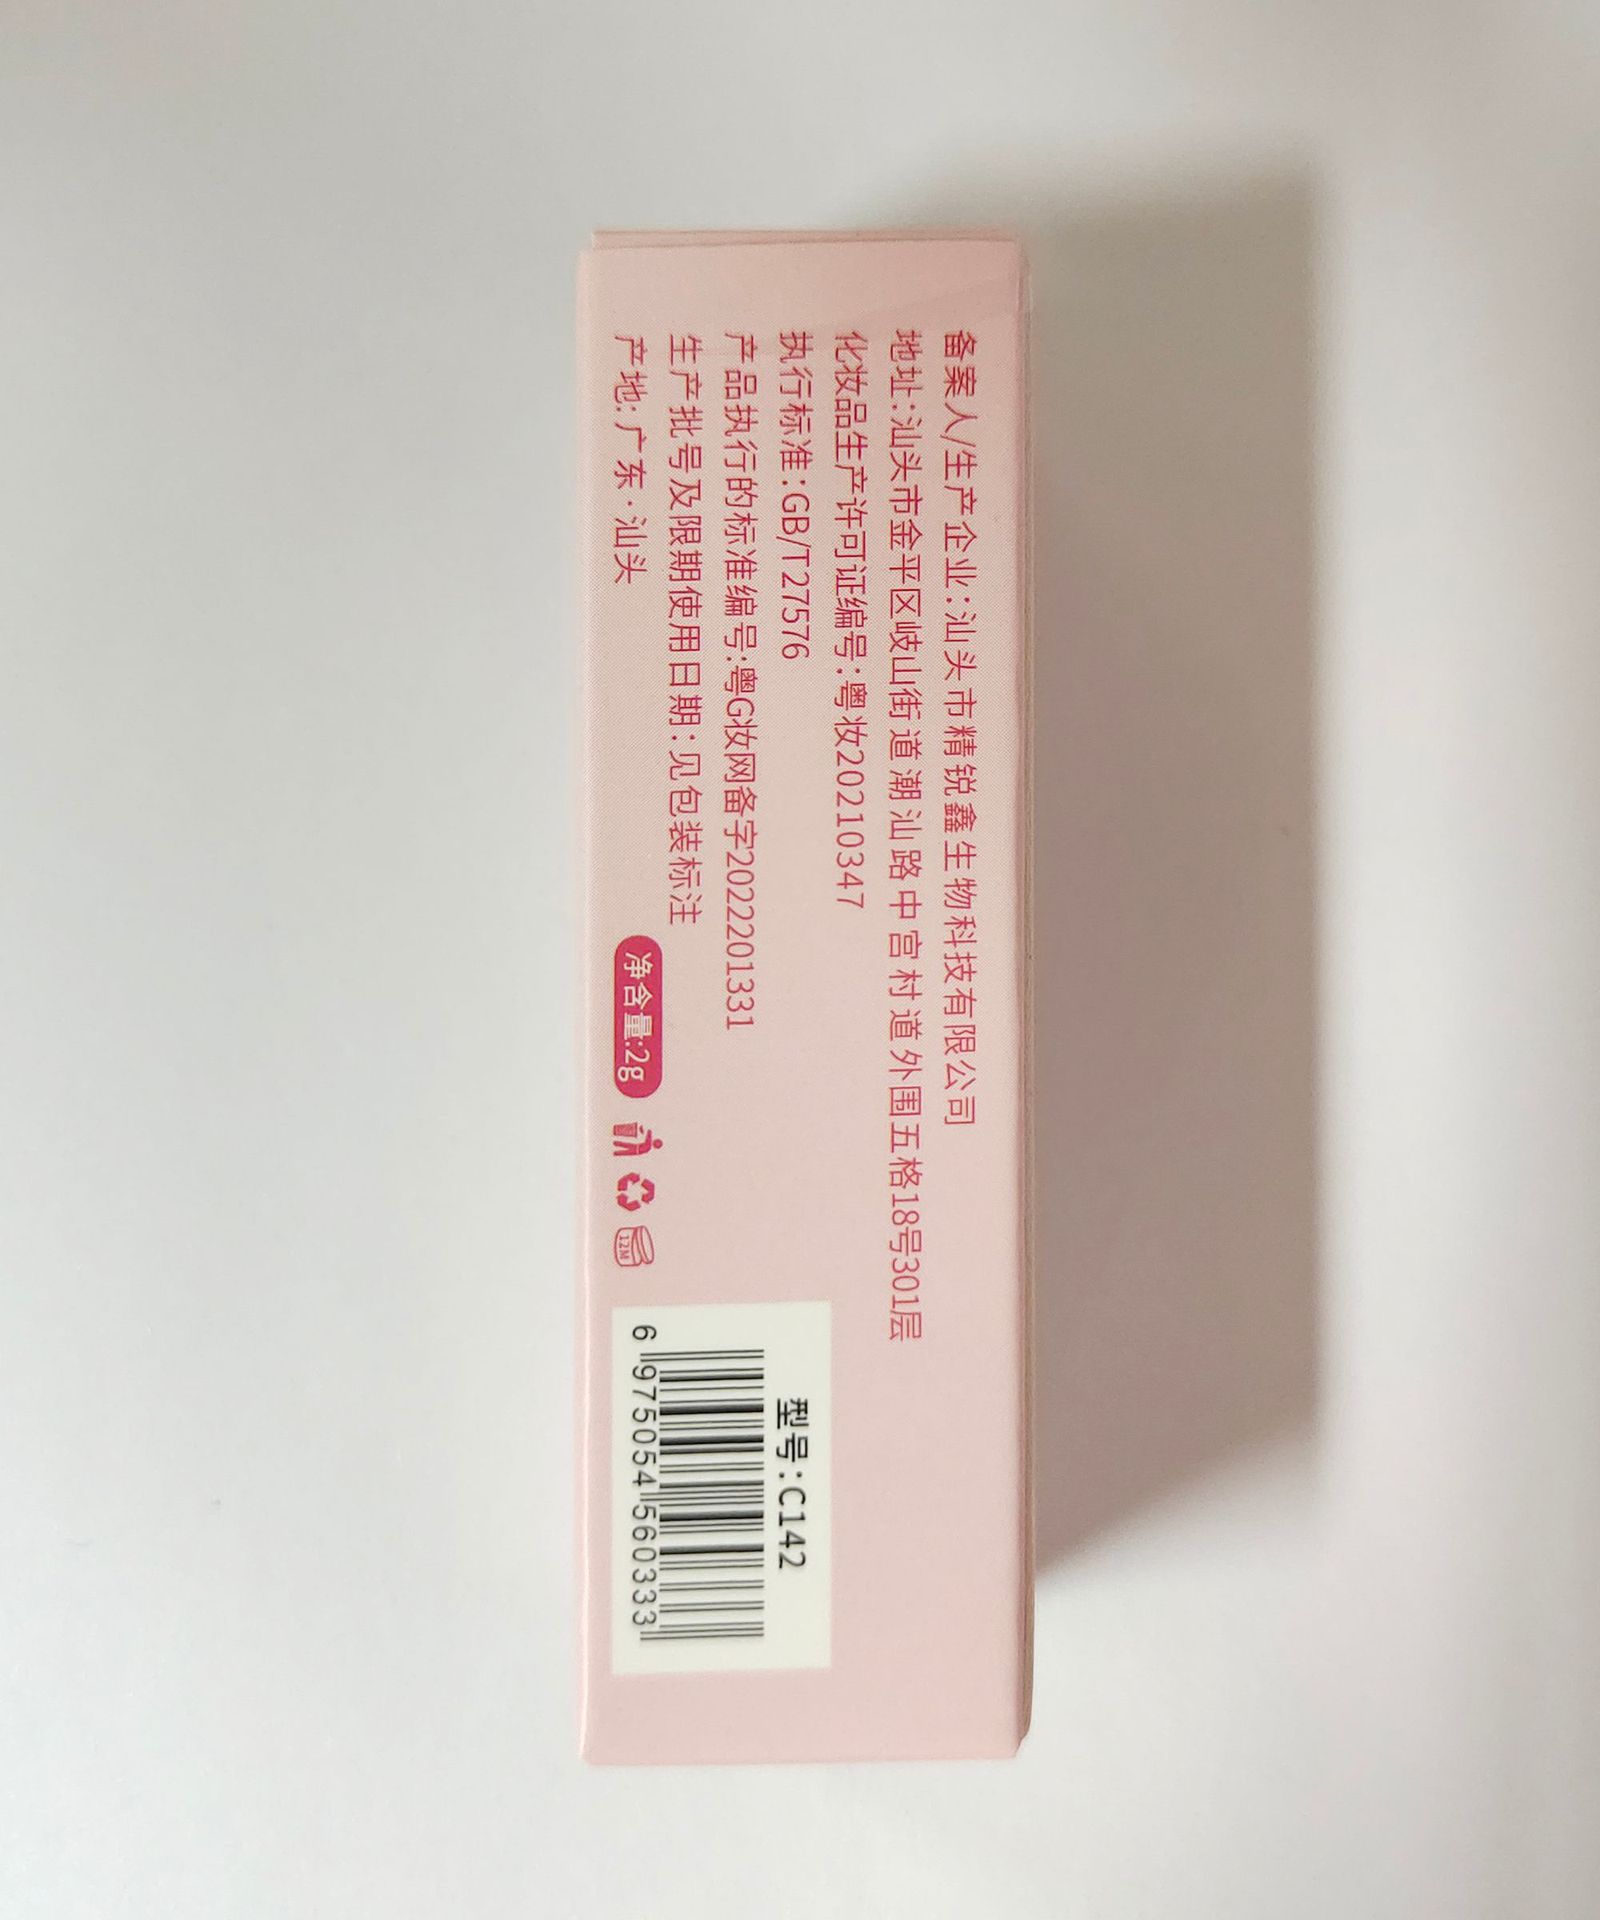 备案人/生产企业:汕头市精锐鑫生物科技有限公司
地址:汕头市金平区岐山街道潮汕路中宫村道外围五格18号301层
化妆品生产许可证编号:粤妆20210347
执行标准:GB/T27576
产品执行的标准编号:粤G妆网备字2022201331
生产批号及限期使用日期:见包装标注
产地:广东·汕头
净含量:2g
12M
型号:C142
6 975054 560333